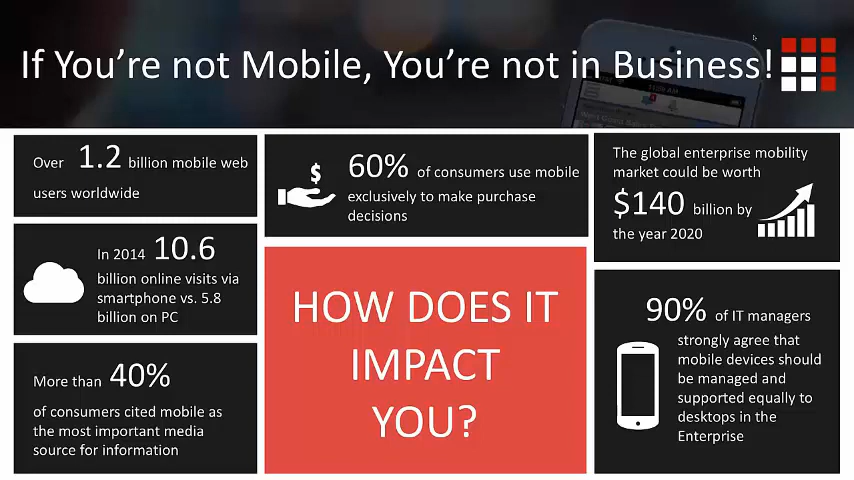 If You're not Mobile, You're not in Business!
Over 1.2 billion mobile web
users worldwide
In 2014 10.6
billion online visits via
smartphone vs. 5.8
billion on PC
More than 40%
of consumers cited mobile as
the most important media
source for information
$
60% of consumers use mobile
exclusively to make purchase
decisions
HOW DOES IT
IMPACT
YOU?
The global enterprise mobility
market could be worth
$140 billion by
the year 2020
90% of IT managers
strongly agree that
mobile devices should
be managed and
supported equally to
desktops in the
Enterprise